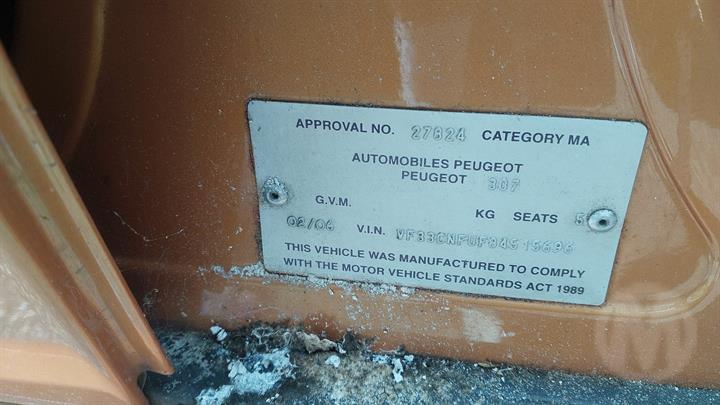 APPROVAL NO. 27824 CATEGORY MA
AUTOMOBILES PEUGEOT
PEUGEOT 307
G.V.M. KG SEATS 5
02/04 V.I.N. VF33CNFUF84515696
THIS VEHICLE WAS MANUFACTURED TO COMPLY
WITH THE MOTOR VEHICLE STANDARDS ACT 1989
M